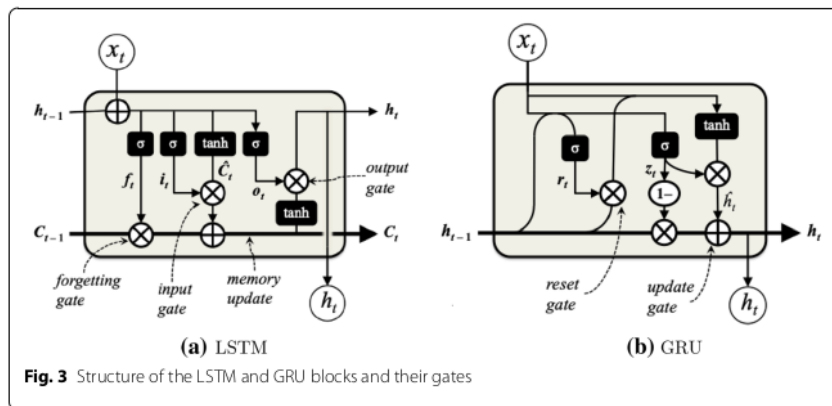 x_t
h_{t-1}
h_t
σ
σ
tanh
σ
Ĉ_t
f_t
i_t
o_t
output
gate
tanh
C_{t-1}
C_t
forgetting
gate
input
gate
memory
update
h_t
(a) LSTM
x_t
σ
σ
tanh
z_t
r_t
1-
ĥ_t
h_{t-1}
h_t
reset
gate
update
gate
h_t
(b) GRU
Fig. 3 Structure of the LSTM and GRU blocks and their gates